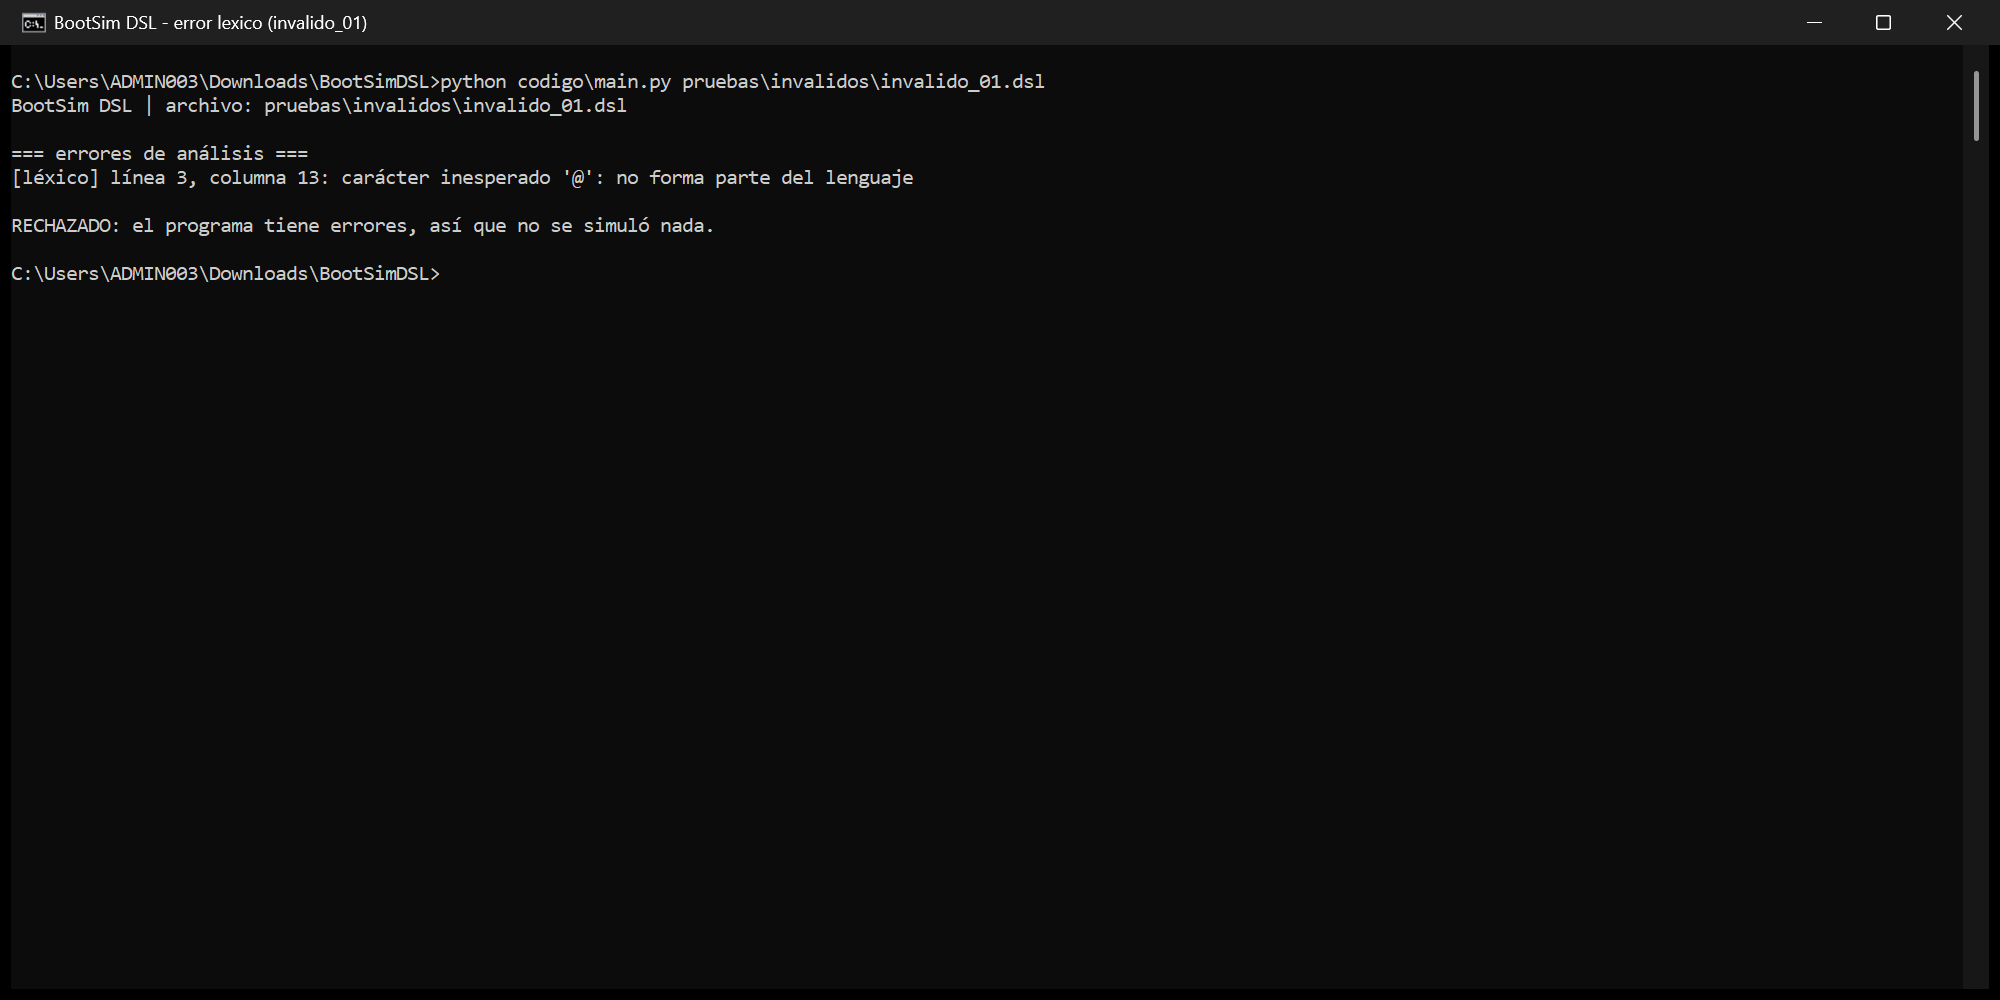 BootSim DSL - error lexico (invalido_01)
C:\Users\ADMIN003\Downloads\BootSimDSL>python codigo\main.py pruebas\invalidos\invalido_01.dsl
BootSim DSL | archivo: pruebas\invalidos\invalido_01.dsl
=== errores de análisis ===
[léxico] línea 3, columna 13: carácter inesperado '@': no forma parte del lenguaje
RECHAZADO: el programa tiene errores, así que no se simuló nada.
C:\Users\ADMIN003\Downloads\BootSimDSL>